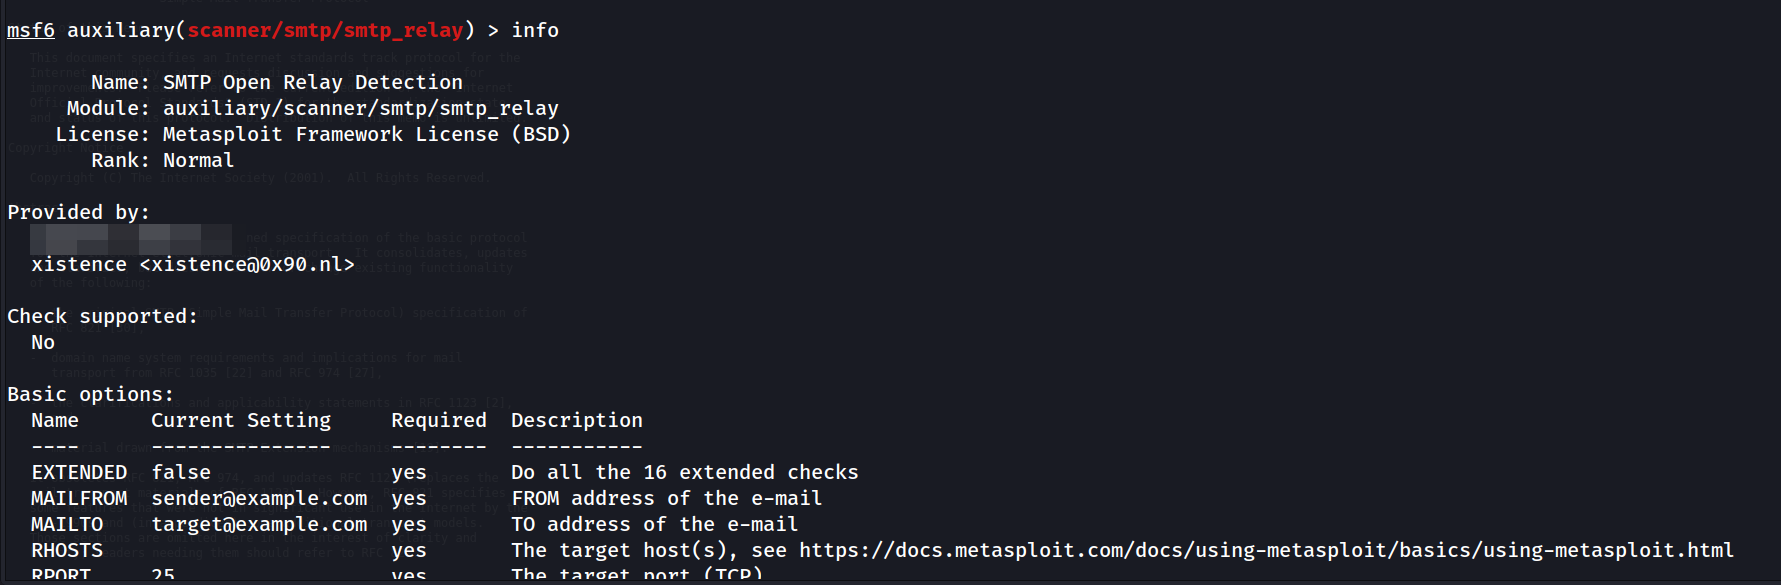 msf6 auxiliary(scanner/smtp/smtp_relay) > info
Name: SMTP Open Relay Detection
Module: auxiliary/scanner/smtp/smtp_relay
License: Metasploit Framework License (BSD)
Rank: Normal
Provided by:
xistence <xistence@0x90.nl>
Check supported:
No
Basic options:
Name Current Setting Required Description
---- --------------- -------- -----------
EXTENDED false yes Do all the 16 extended checks
MAILFROM sender@example.com yes FROM address of the e-mail
MAILTO target@example.com yes TO address of the e-mail
RHOSTS yes The target host(s), see https://docs.metasploit.com/docs/using-metasploit/basics/using-metasploit.html
RPORT 25 yes The target port (TCP)